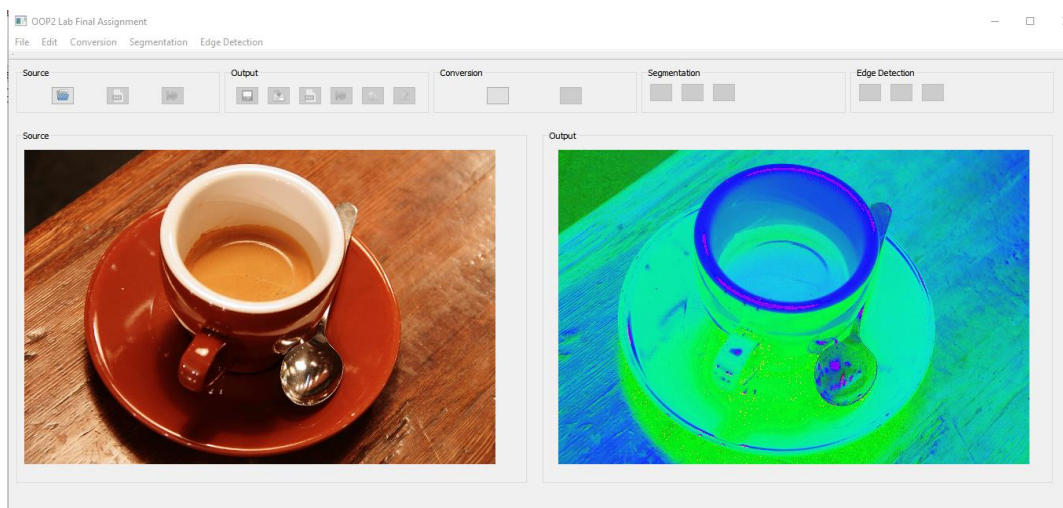 OOP2 Lab Final Assignment
File Edit Conversion Segmentation Edge Detection
Source Output Conversion Segmentation Edge Detection
Source Output